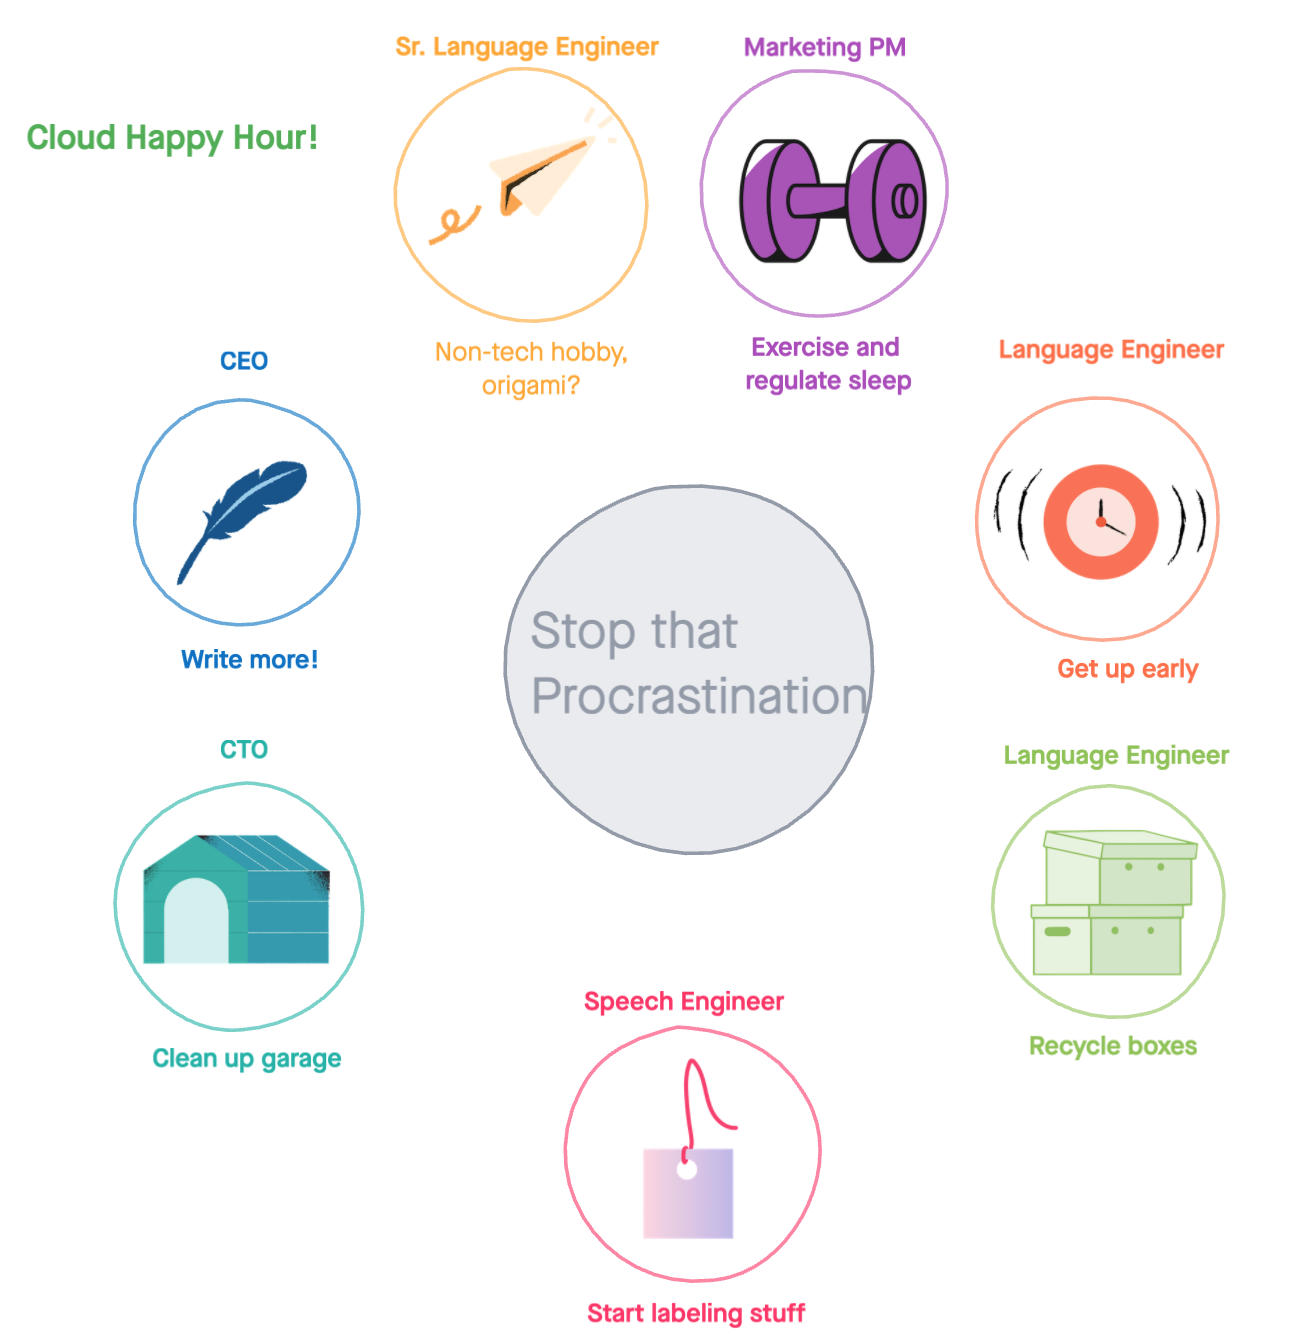 Cloud Happy Hour!
Sr. Language Engineer
Non-tech hobby,
origami?
Marketing PM
Exercise and
regulate sleep
CEO
Write more!
Language Engineer
Get up early
Stop that
Procrastination
CTO
Clean up garage
Language Engineer
Recycle boxes
Speech Engineer
Start labeling stuff